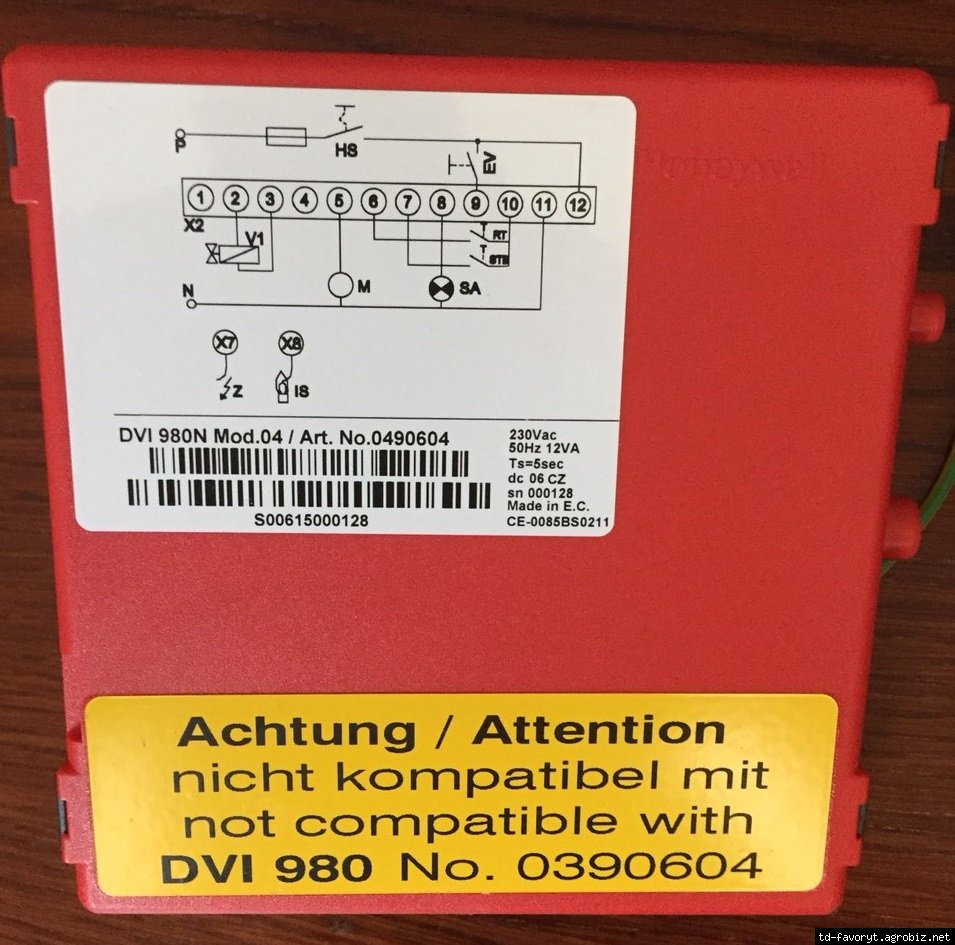 P
HS
EV
1 2 3 4 5 6 7 8 9 10 11 12
X2
V1
RT
STB
M
SA
N
X7
X8
Z
IS
DVI 980N Mod.04 / Art. No.0490604
S00615000128
230Vac
50Hz 12VA
Ts=5sec
dc 06 CZ
sn 000128
Made in E.C.
CE-0085BS0211
Achtung / Attention
nicht kompatibel mit
not compatible with
DVI 980 No. 0390604
td-favoryt.agrobiz.net